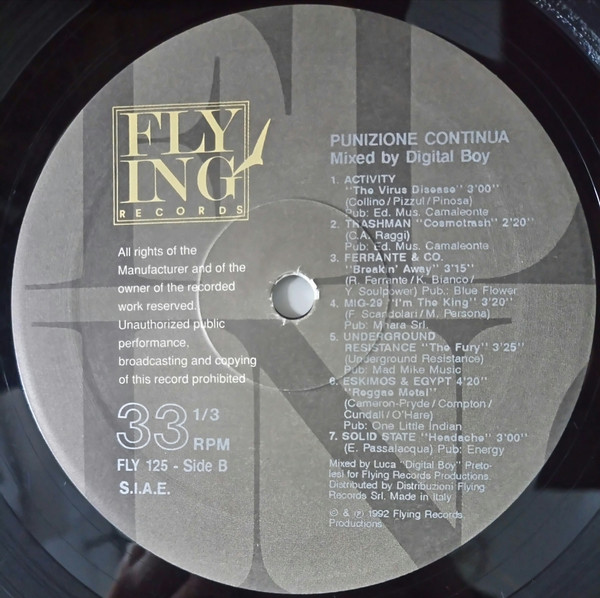 FLY
ING
RECORDS
All rights of the
Manufacturer and of the
owner of the recorded
work reserved.
Unauthorized public
performance,
broadcasting and copying
of this record prohibited
33 1/3
RPM
FLY 125 - Side B
S.I.A.E.
PUNIZIONE CONTINUA
Mixed by Digital Boy
1. ACTIVITY
"The Virus Disease" 3'00"
(Collino/Pizzul/Pinosa)
Pub: Ed. Mus. Camaleonte
2. THASHMAN "Cosmotrash" 2'20"
(C.A. Raggi)
Pub: Ed. Mus. Camaleonte
3. FERRANTE & CO.
"Breakin' Away" 3'15"
(R. Ferrante/K. Bianco/
Y. Soulpower) Pub.: Blue Flower
4. MIG-29 "I'm The King" 3'20"
(F. Scandolari/M. Persona)
Pub: Mnara Srl.
5. UNDERGROUND
RESISTANCE "The Fury" 3'25"
(Underground Resistance)
Pub: Mad Mike Music
6. ESKIMOS & EGYPT 4'20"
"Reggae Metal"
(Cameron-Pryde/Compton/
Cundall/O'Hare)
Pub: One Little Indian
7. SOLID STATE "Headache" 3'00"
(E. Passalacqua) Pub: Energy
Mixed by Luca "Digital Boy" Preto-
lesi for Flying Records Productions.
Distributed by Distribuzioni Flying
Records Srl. Made in Italy
© & ℗ 1992 Flying Records
Productions.